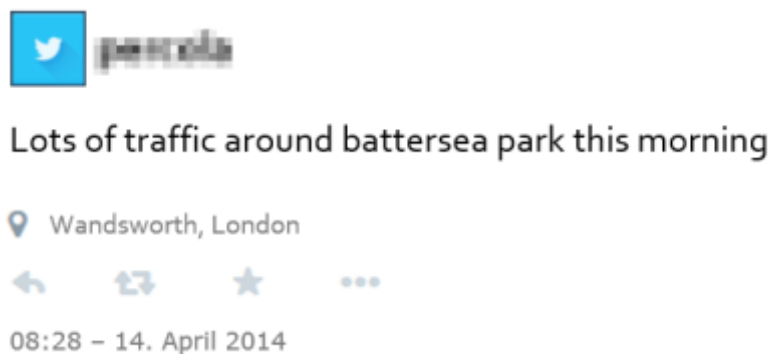 Lots of traffic around battersea park this morning
Wandsworth, London
08:28 – 14. April 2014